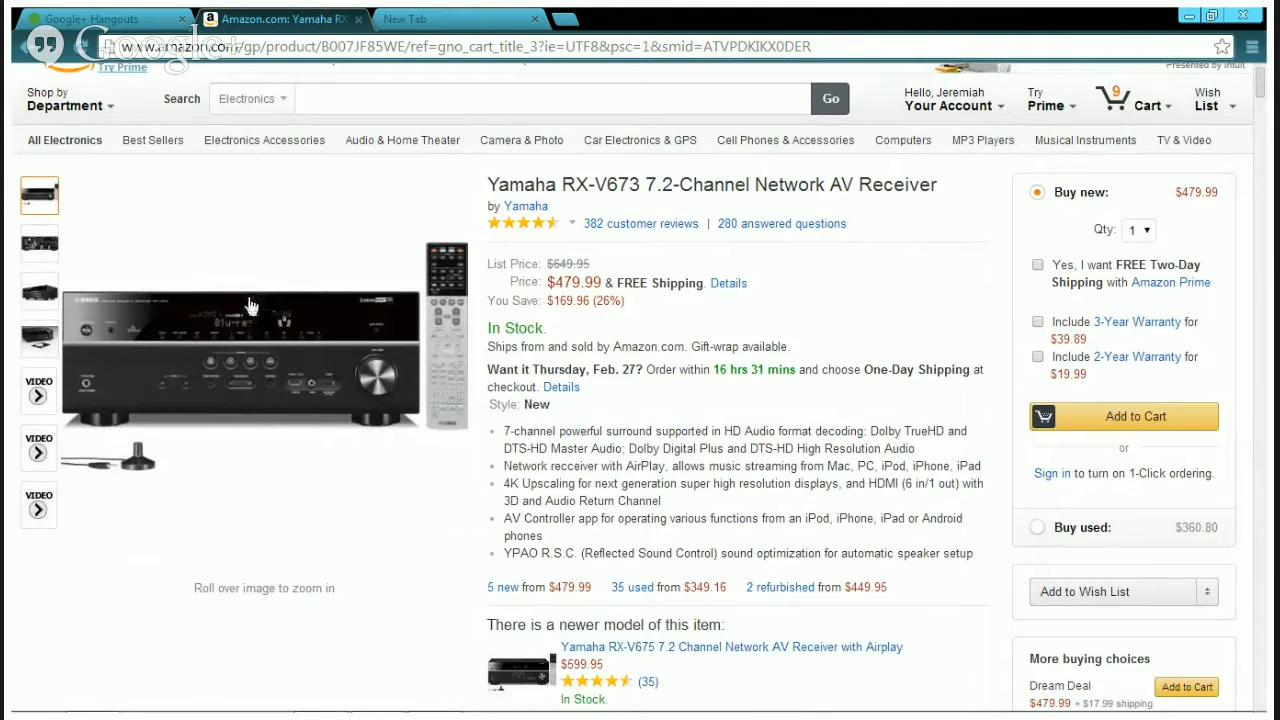 Google+ Hangouts
Amazon.com: Yamaha RX
New Tab
Google+
www.amazon.com/gp/product/B007JF85WE/ref=gno_cart_title_3?ie=UTF8&psc=1&smid=ATVPDKIKX0DER
Try Prime
Presented by Intuit
Shop by
Department
Search
Electronics
Go
Hello, Jeremiah
Your Account
Try
Prime
9
Cart
Wish
List
All Electronics
Best Sellers
Electronics Accessories
Audio & Home Theater
Camera & Photo
Car Electronics & GPS
Cell Phones & Accessories
Computers
MP3 Players
Musical Instruments
TV & Video
VIDEO
VIDEO
VIDEO
YAMAHA
Roll over image to zoom in
Yamaha RX-V673 7.2-Channel Network AV Receiver
by Yamaha
382 customer reviews | 280 answered questions
List Price: $649.95
Price: $479.99 & FREE Shipping. Details
You Save: $169.96 (26%)
In Stock.
Ships from and sold by Amazon.com. Gift-wrap available.
Want it Thursday, Feb. 27? Order within 16 hrs 31 mins and choose One-Day Shipping at
checkout. Details
Style: New
• 7-channel powerful surround supported in HD Audio format decoding: Dolby TrueHD and
DTS-HD Master Audio; Dolby Digital Plus and DTS-HD High Resolution Audio
• Network recceiver with AirPlay, allows music streaming from Mac, PC, iPod, iPhone, iPad
• 4K Upscaling for next generation super high resolution displays, and HDMI (6 in/1 out) with
3D and Audio Return Channel
• AV Controller app for operating various functions from an iPod, iPhone, iPad or Android
phones
• YPAO R.S.C. (Reflected Sound Control) sound optimization for automatic speaker setup
5 new from $479.99
35 used from $349.16
2 refurbished from $449.95
There is a newer model of this item:
Yamaha RX-V675 7.2 Channel Network AV Receiver with Airplay
$599.95
(35)
In Stock.
Buy new:
$479.99
Qty: 1
Yes, I want FREE Two-Day
Shipping with Amazon Prime
Include 3-Year Warranty for
$39.89
Include 2-Year Warranty for
$19.99
Add to Cart
or
Sign in to turn on 1-Click ordering.
Buy used:
$360.80
Add to Wish List
More buying choices
Dream Deal
Add to Cart
$479.99 + $17.99 shipping